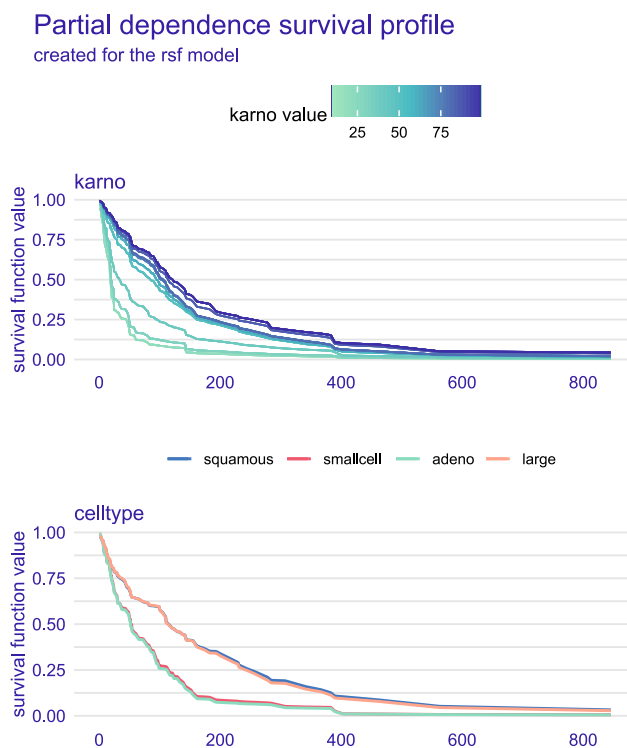 Partial dependence survival profile
created for the rsf model
karno value
25 50 75
karno
survival function value
1.00
0.75
0.50
0.25
0.00
0 200 400 600 800
squamous smallcell adeno large
celltype
survival function value
1.00
0.75
0.50
0.25
0.00
0 200 400 600 800